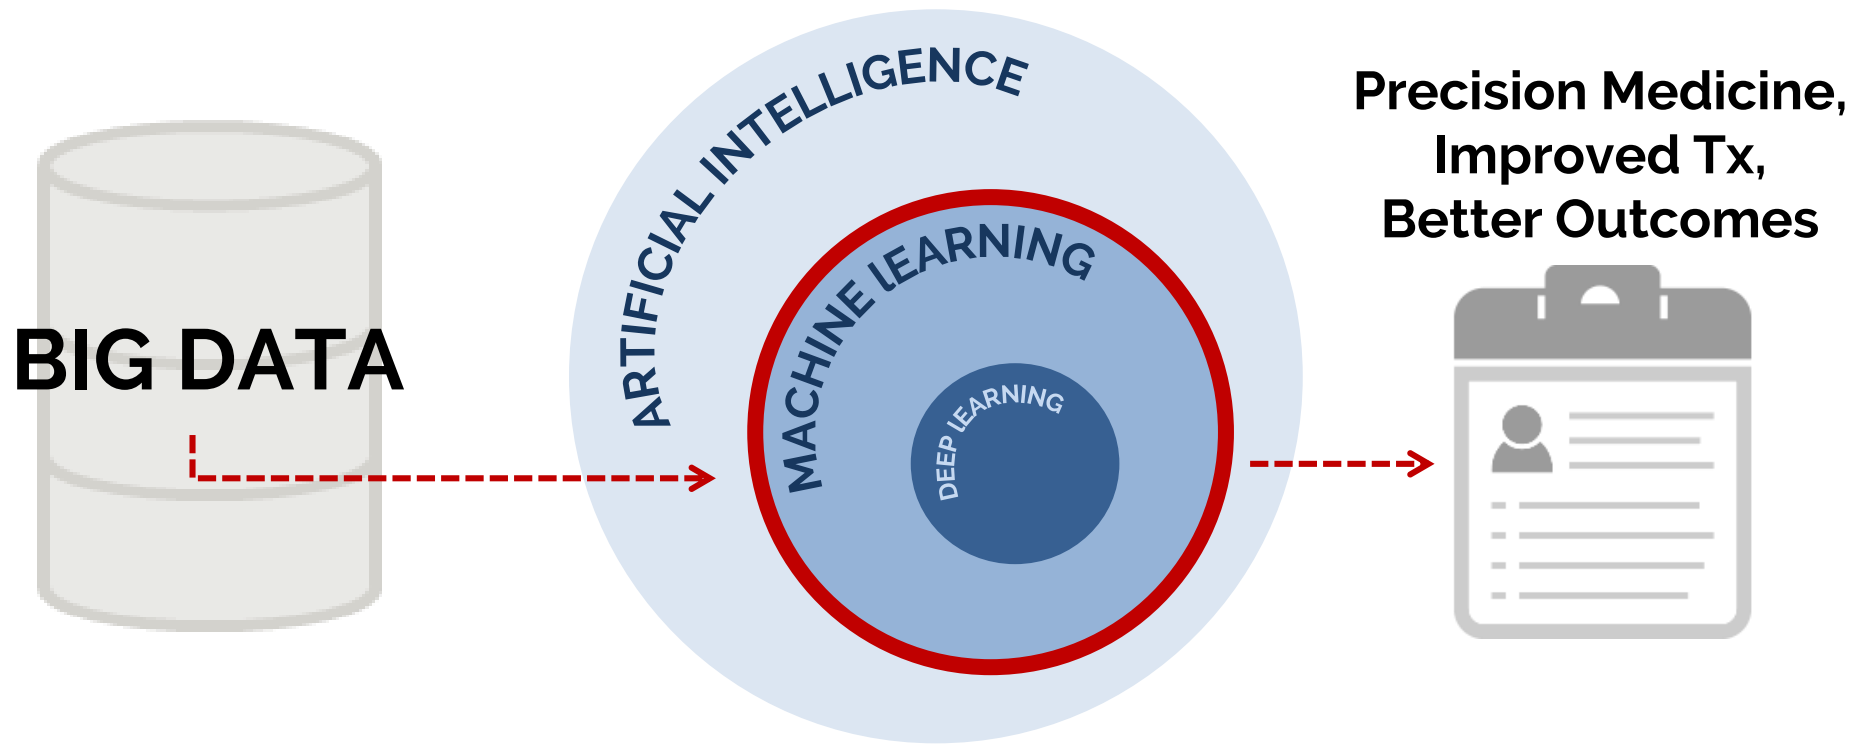 BIG DATA
ARTIFICIAL INTELLIGENCE
MACHINE lEARNING
DEEP lEARNING
Precision Medicine,
Improved Tx,
Better Outcomes